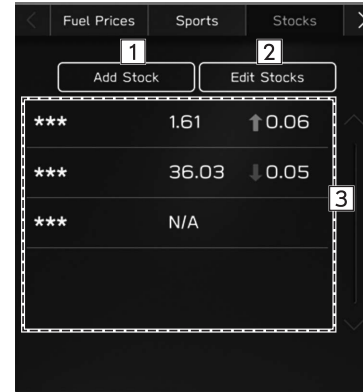 Fuel Prices Sports Stocks
1 2
Add Stock Edit Stocks
*** 1.61 ↑0.06
*** 36.03 ↓0.05
3
*** N/A